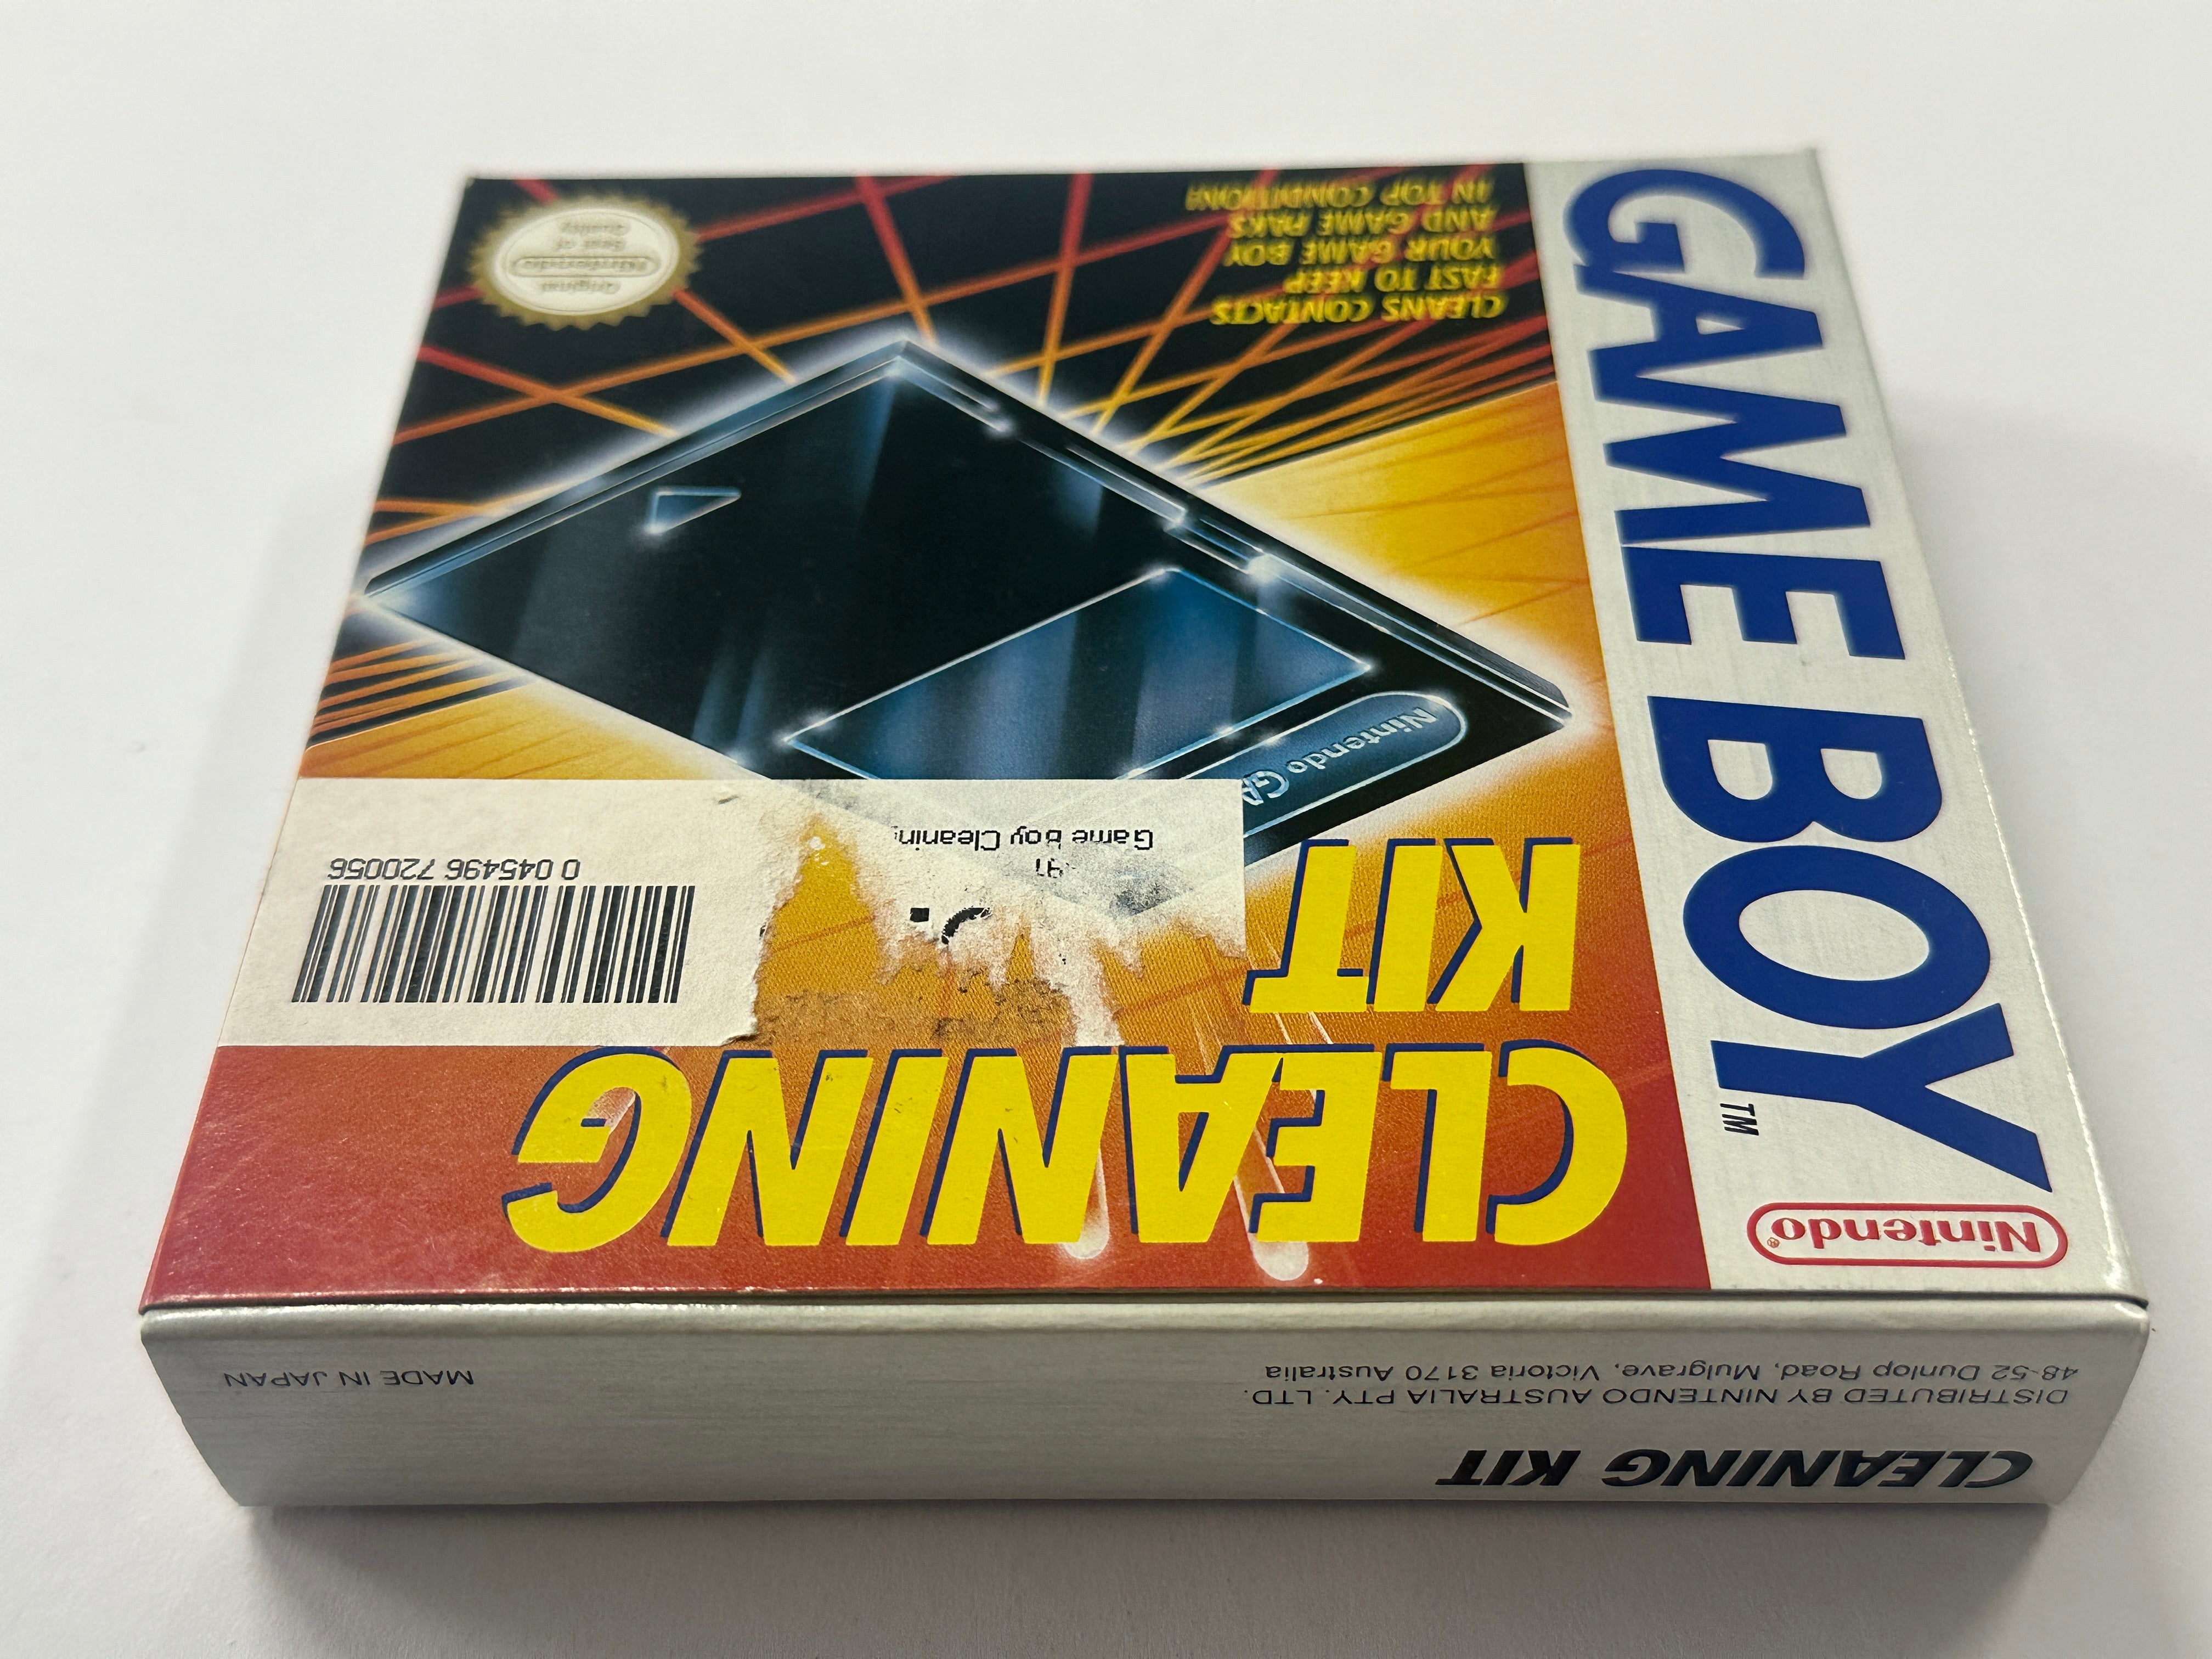 Nintendo®
GAME BOY™
CLEANING
KIT
0 045496 720056
Game Boy Cleanin
Nintendo GA
CLEANS CONTACTS
FAST TO KEEP
YOUR GAME BOY
AND GAME PAKS
IN TOP CONDITION!
Original
Nintendo
Seal of
Quality
CLEANING KIT
DISTRIBUTED BY NINTENDO AUSTRALIA PTY. LTD.
48-52 Dunlop Road, Mulgrave, Victoria 3170 Australia
MADE IN JAPAN